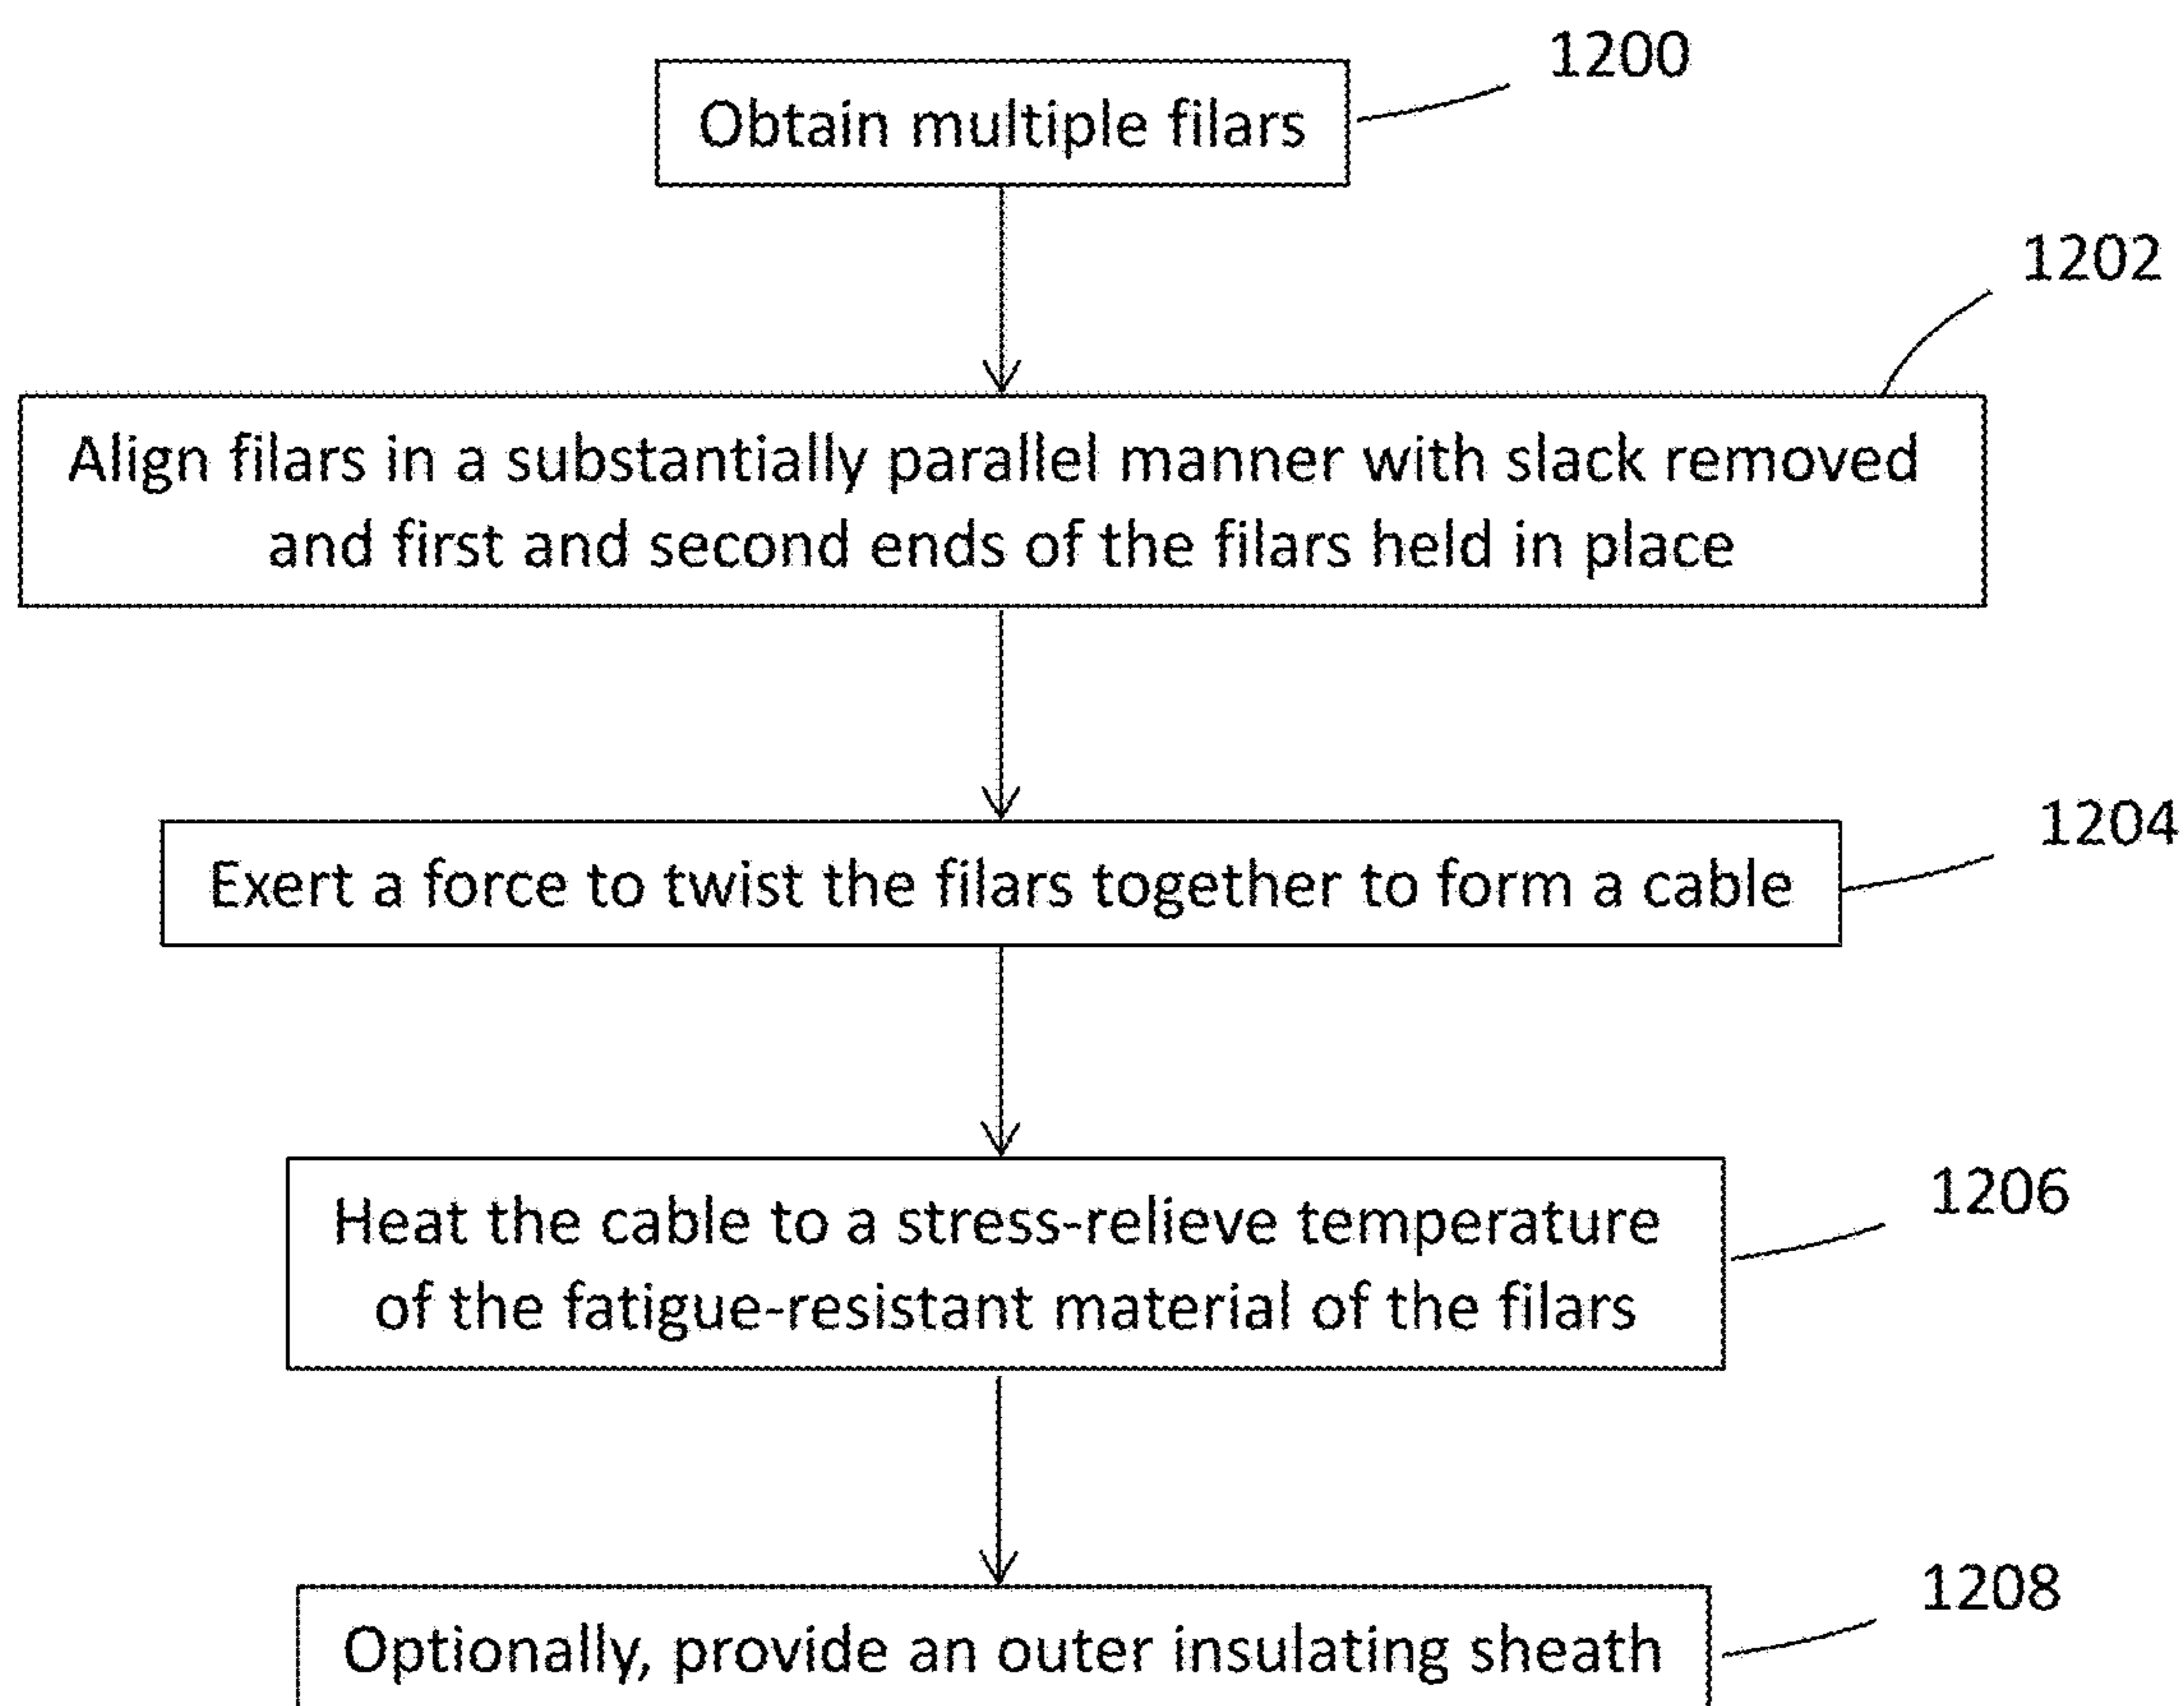 1200
Obtain multiple filars
1202
Align filars in a substantially parallel manner with slack removed
and first and second ends of the filars held in place
1204
Exert a force to twist the filars together to form a cable
1206
Heat the cable to a stress-relieve temperature
of the fatigue-resistant material of the filars
1208
Optionally, provide an outer insulating sheath